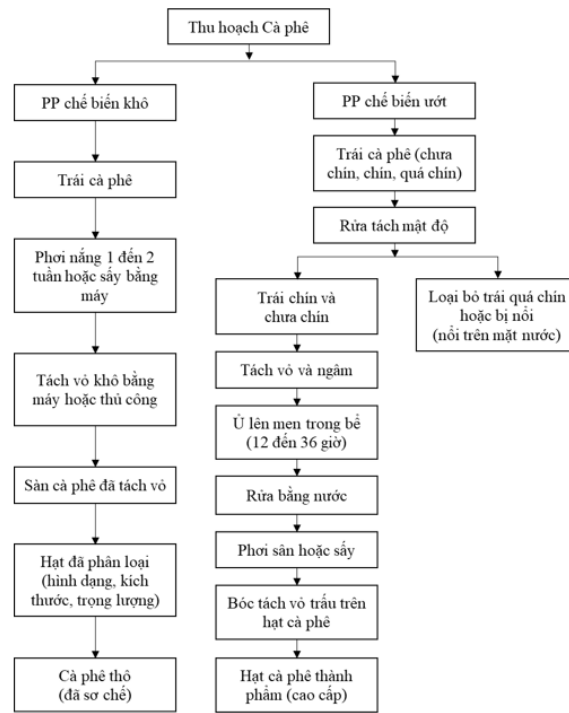 Thu hoạch Cà phê
PP chế biến khô
Trái cà phê
Phơi nắng 1 đến 2
tuần hoặc sấy bằng
máy
Tách vỏ khô bằng
máy hoặc thủ công
Sàn cà phê đã tách vỏ
Hạt đã phân loại
(hình dạng, kích
thước, trọng lượng)
Cà phê thô
(đã sơ chế)
PP chế biến ướt
Trái cà phê (chưa
chín, chín, quá chín)
Rửa tách mật độ
Trái chín và
chưa chín
Tách vỏ và ngâm
Ủ lên men trong bể
(12 đến 36 giờ)
Rửa bằng nước
Phơi sân hoặc sấy
Bóc tách vỏ trấu trên
hạt cà phê
Hạt cà phê thành
phẩm (cao cấp)
Loại bỏ trái quá chín
hoặc bị nổi
(nổi trên mặt nước)